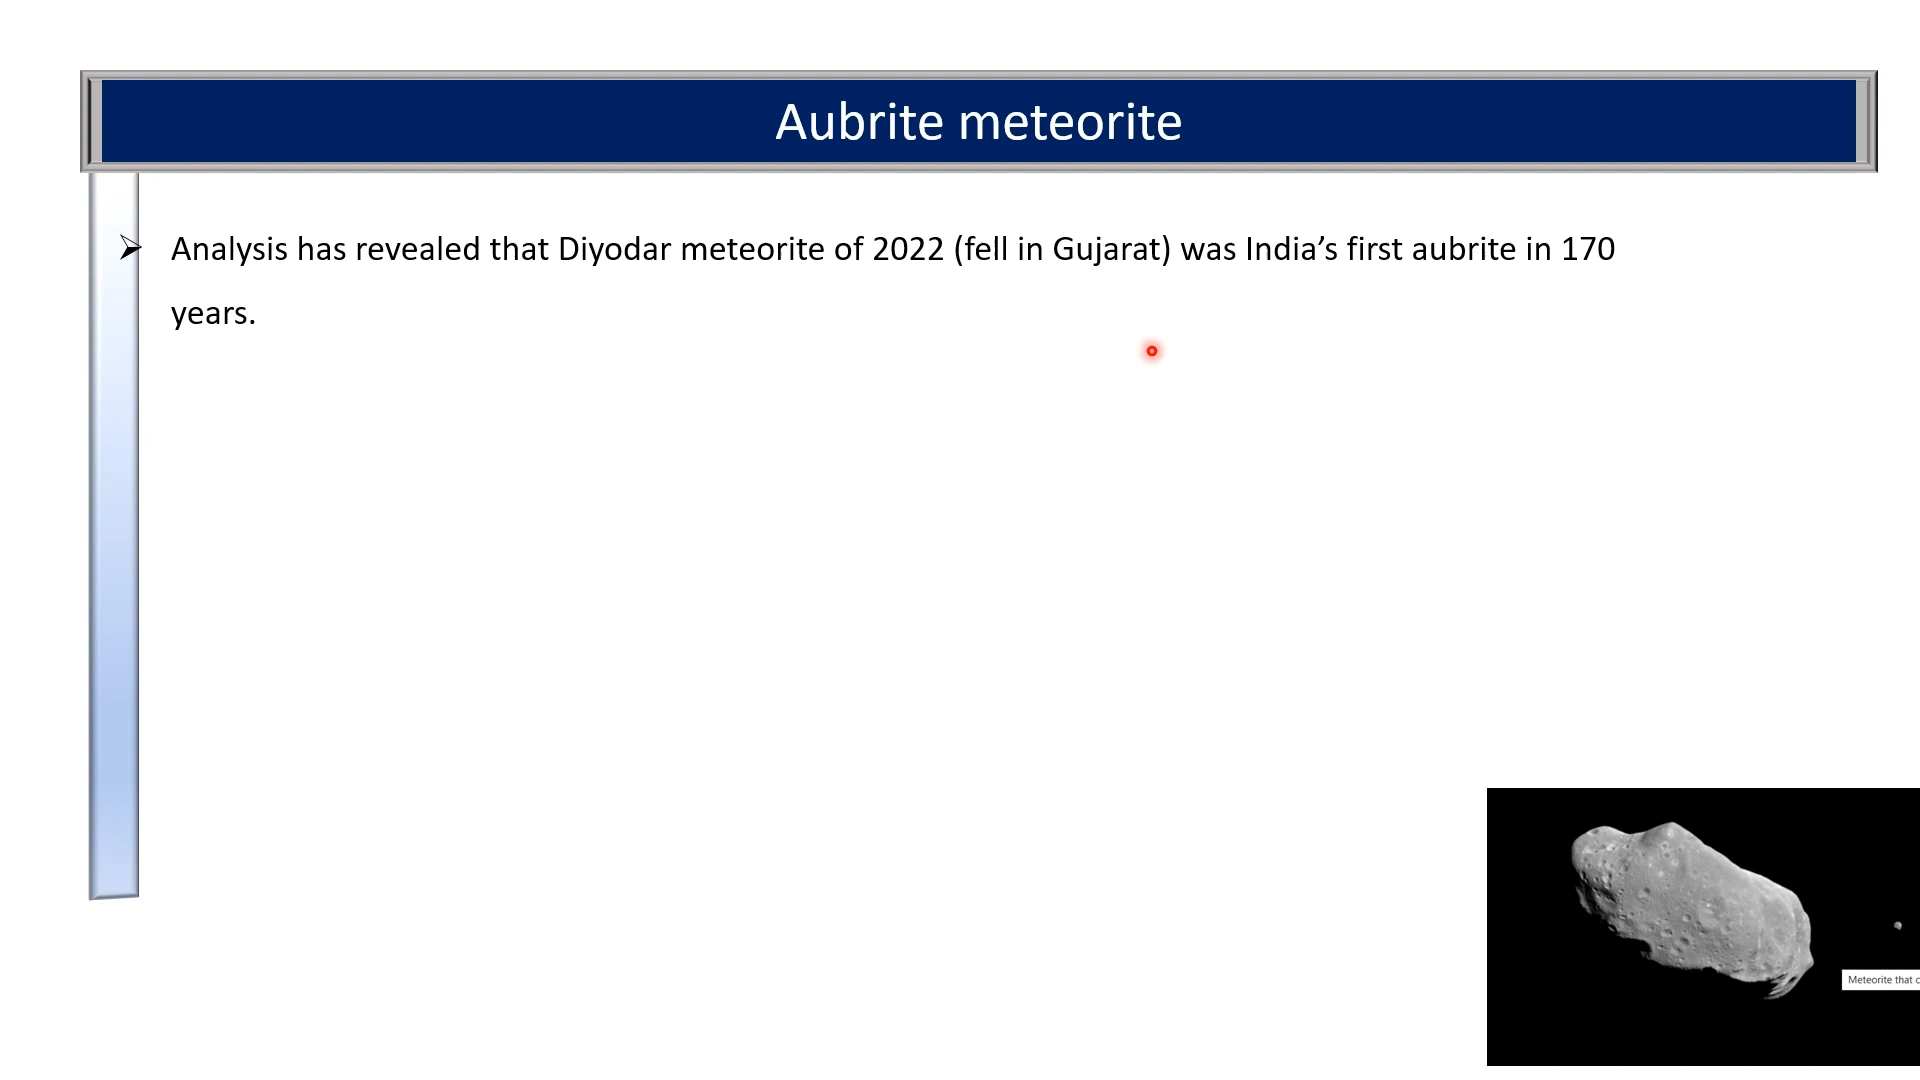 Aubrite meteorite
Analysis has revealed that Diyodar meteorite of 2022 (fell in Gujarat) was India’s first aubrite in 170
years.
Meteorite that